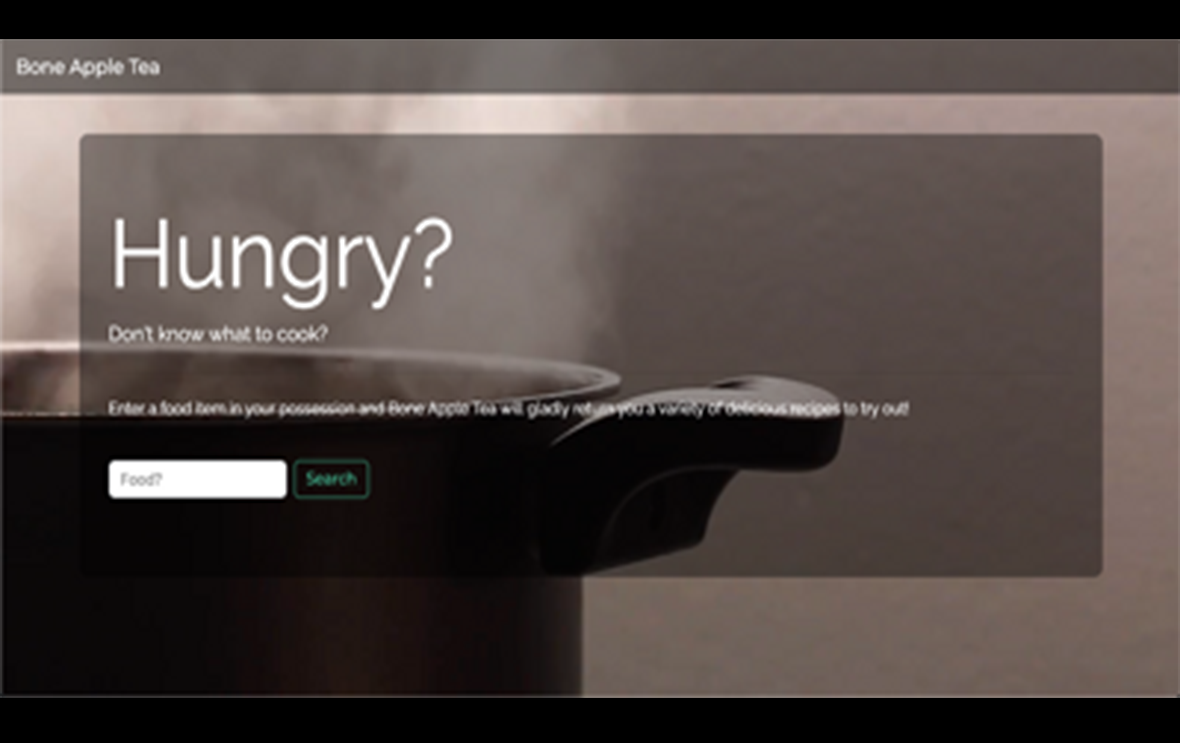 Bone Apple Tea
Hungry?
Don't know what to cook?
Enter a food item in your possession and Bone Apple Tea will gladly return you a variety of delicious recipes to try out!
Food?
Search